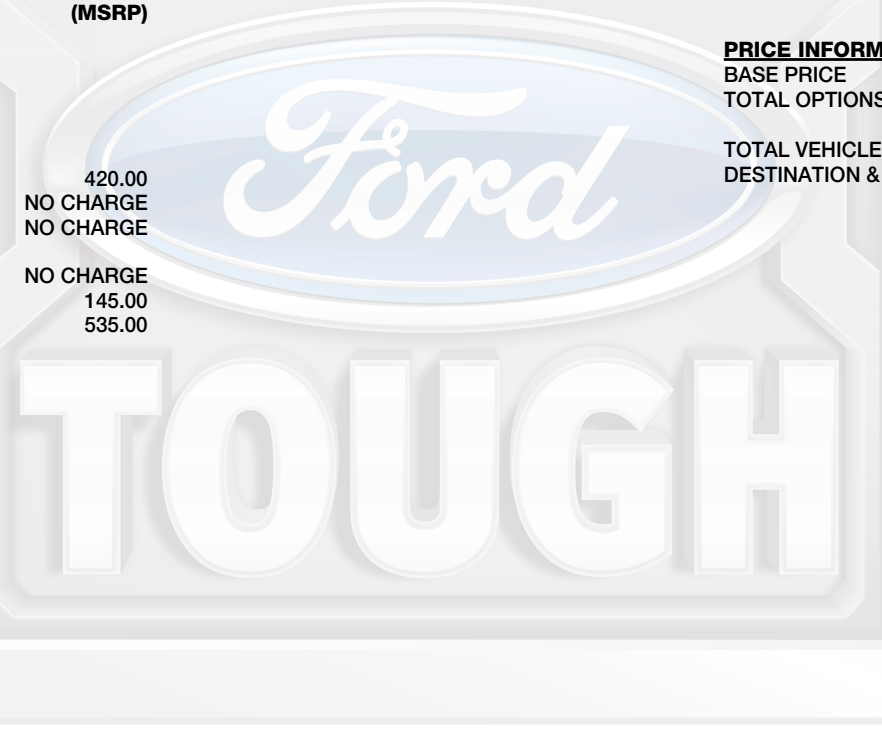 (MSRP)
420.00
NO CHARGE
NO CHARGE
NO CHARGE
145.00
535.00
PRICE INFORM
BASE PRICE
TOTAL OPTIONS
TOTAL VEHICLE
DESTINATION &
Ford
TOUGH